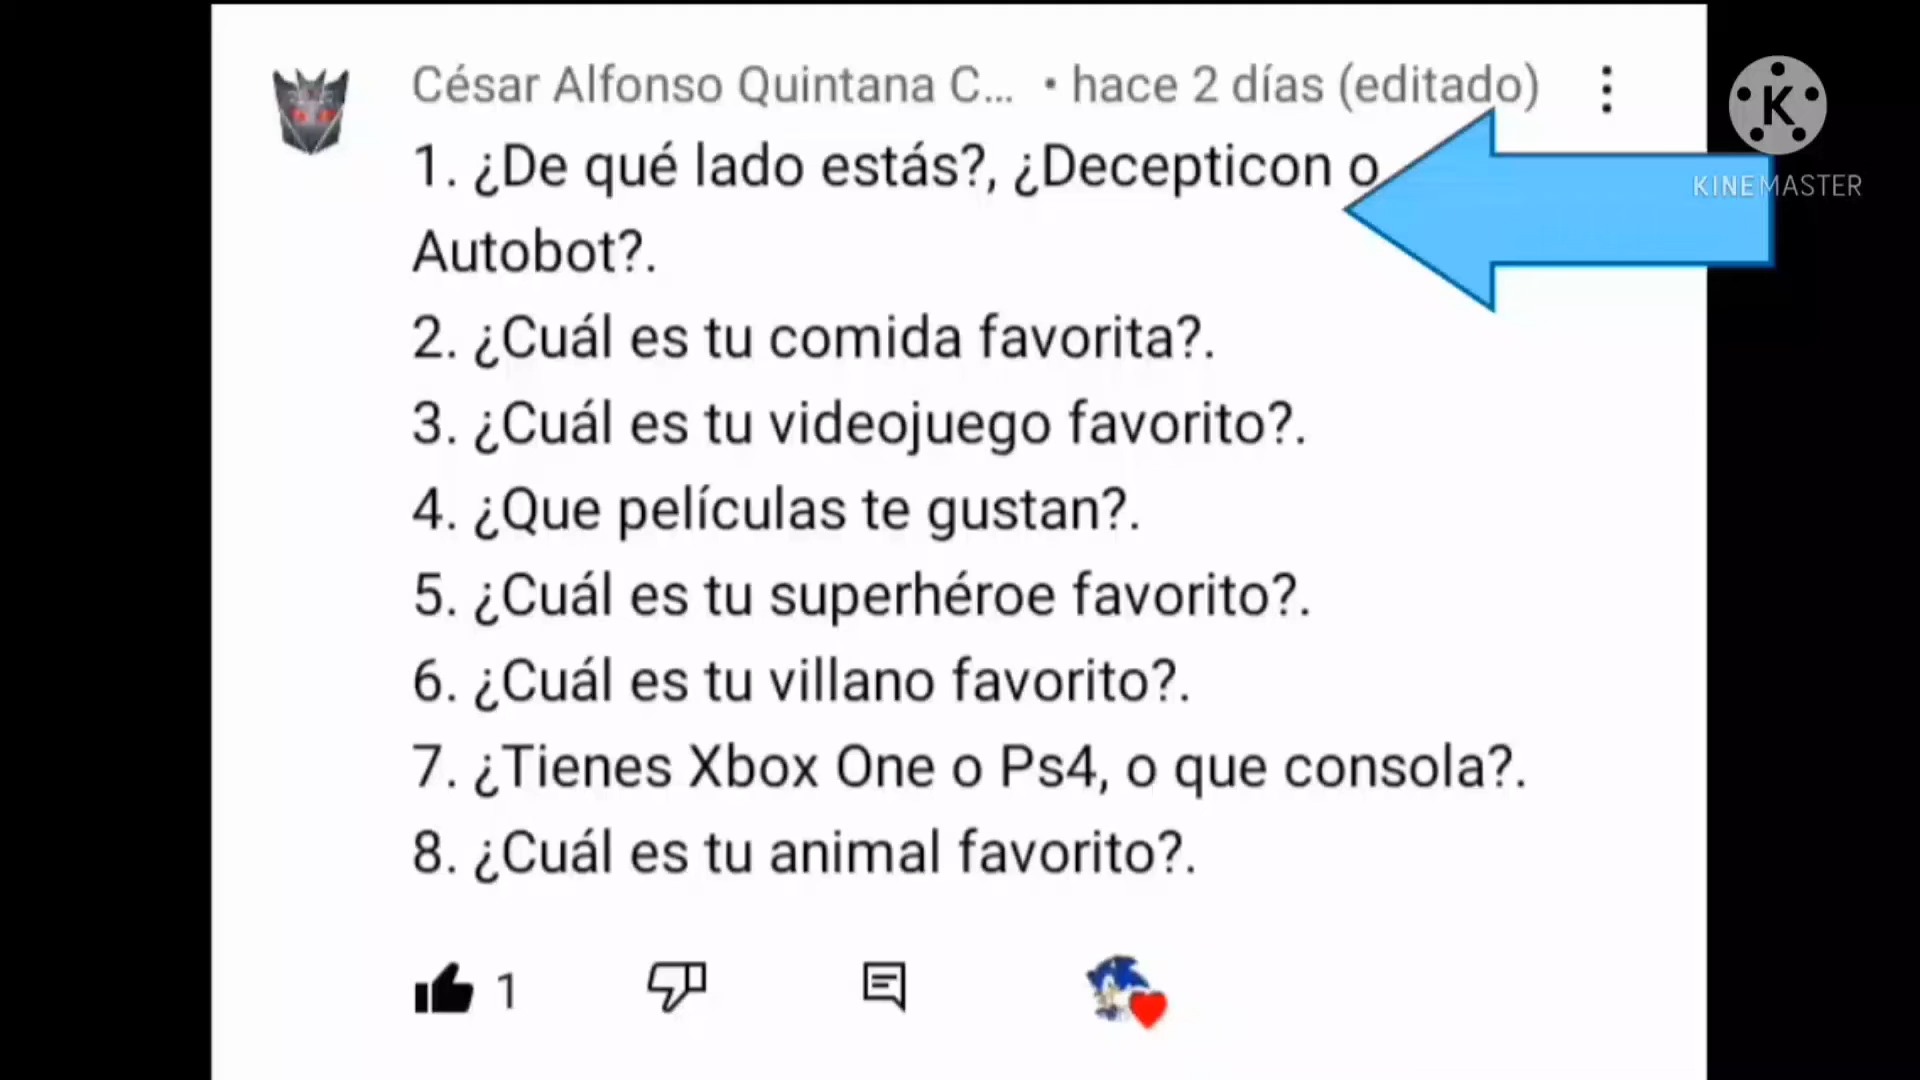 César Alfonso Quintana C... • hace 2 días (editado)
1. ¿De qué lado estás?, ¿Decepticon o
Autobot?.
2. ¿Cuál es tu comida favorita?.
3. ¿Cuál es tu videojuego favorito?.
4. ¿Que películas te gustan?.
5. ¿Cuál es tu superhéroe favorito?.
6. ¿Cuál es tu villano favorito?.
7. ¿Tienes Xbox One o Ps4, o que consola?.
8. ¿Cuál es tu animal favorito?.
1
K
KINEMASTER